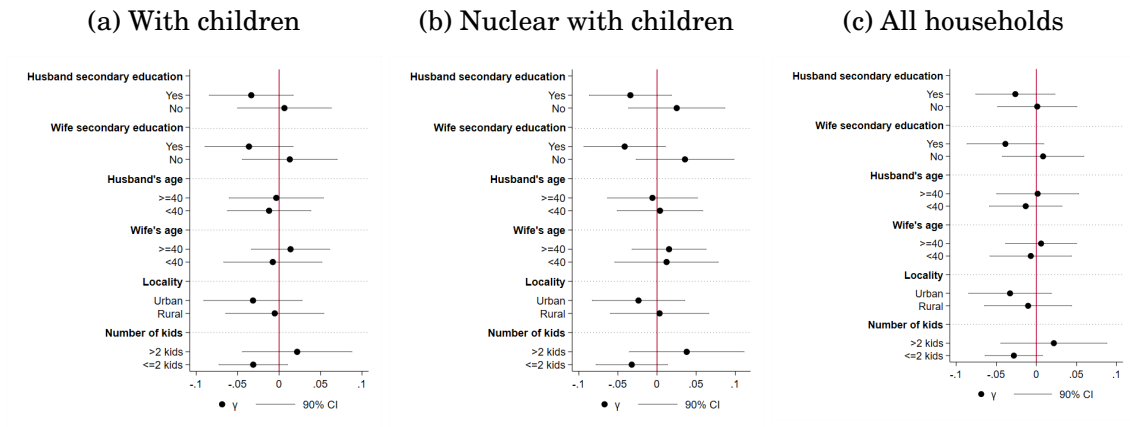 (a) With children
Husband secondary education
Yes
No
Wife secondary education
Yes
No
Husband's age
>=40
<40
Wife's age
>=40
<40
Locality
Urban
Rural
Number of kids
>2 kids
<=2 kids
-.1 -.05 0 .05 .1
γ 90% CI
(b) Nuclear with children
Husband secondary education
Yes
No
Wife secondary education
Yes
No
Husband's age
>=40
<40
Wife's age
>=40
<40
Locality
Urban
Rural
Number of kids
>2 kids
<=2 kids
-.1 -.05 0 .05 .1
γ 90% CI
(c) All households
Husband secondary education
Yes
No
Wife secondary education
Yes
No
Husband's age
>=40
<40
Wife's age
>=40
<40
Locality
Urban
Rural
Number of kids
>2 kids
<=2 kids
-.1 -.05 0 .05 .1
γ 90% CI